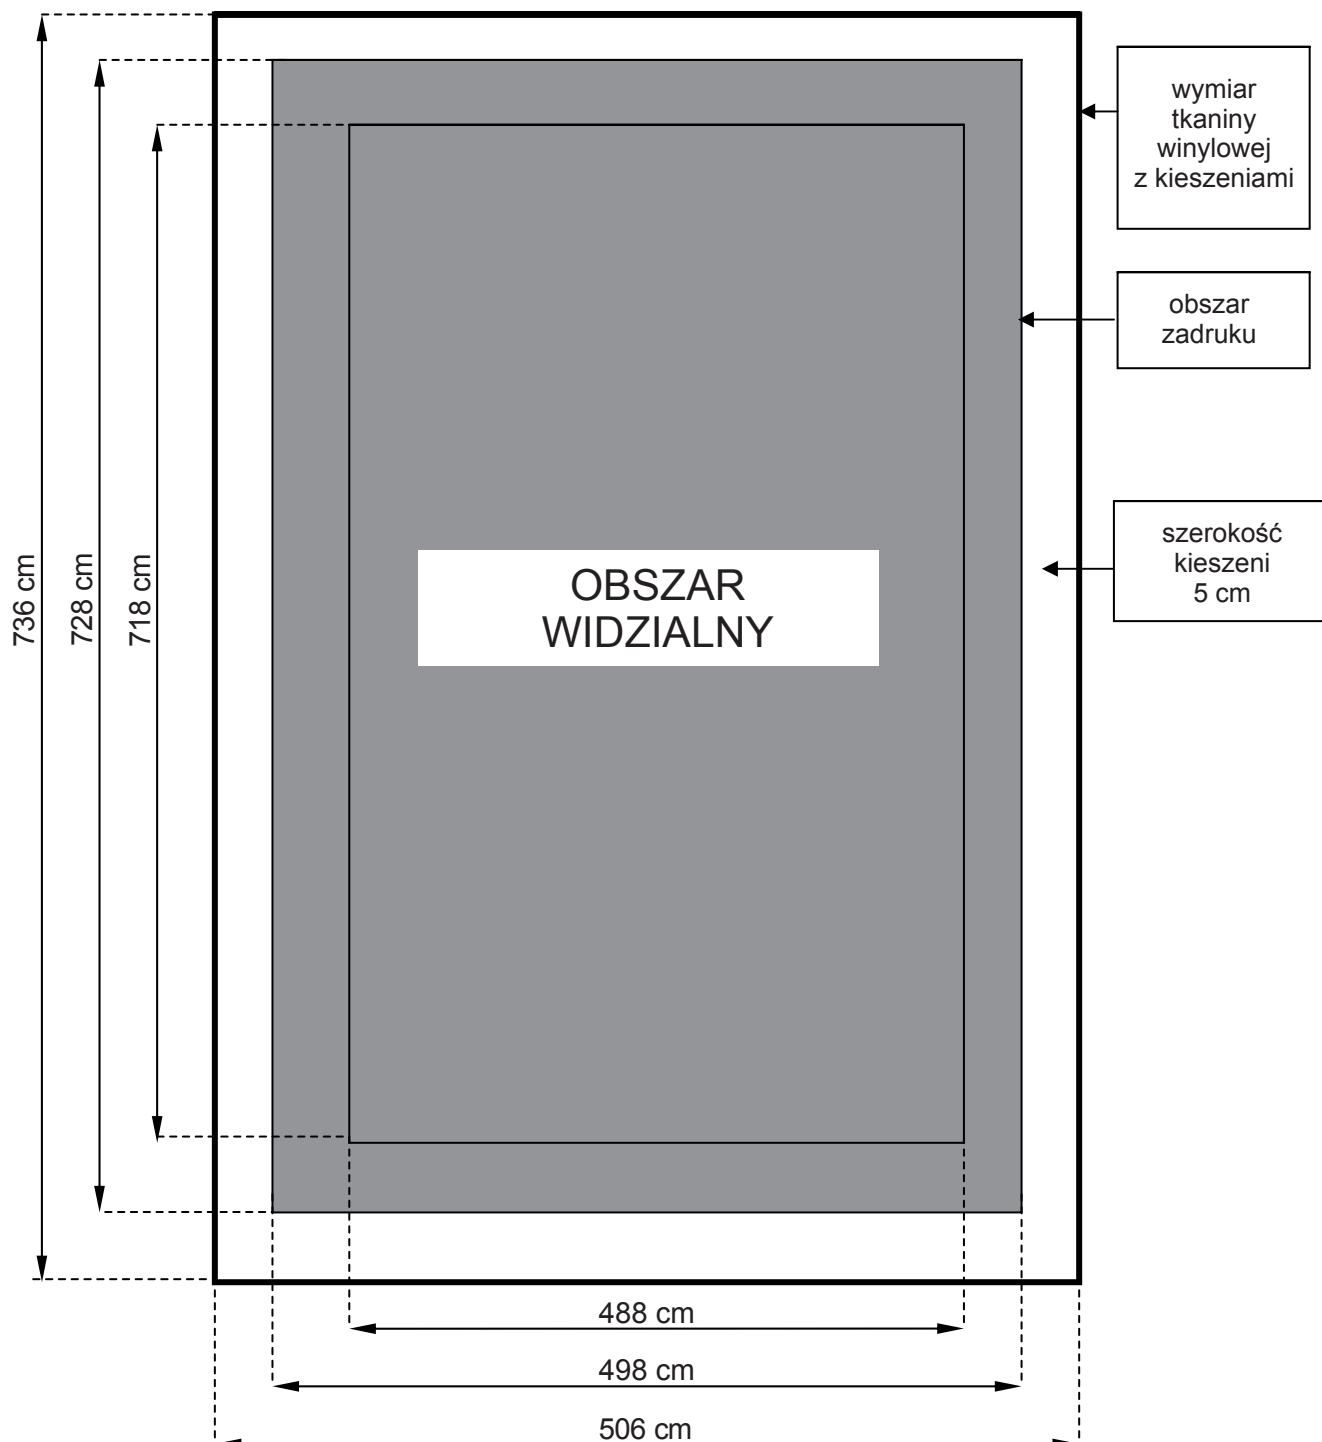 wymiar
tkaniny
winylowej
z kieszeniami
obszar
zadruku
szerokość
kieszeni
5 cm
OBSZAR
WIDZIALNY
736 cm
728 cm
718 cm
488 cm
498 cm
506 cm